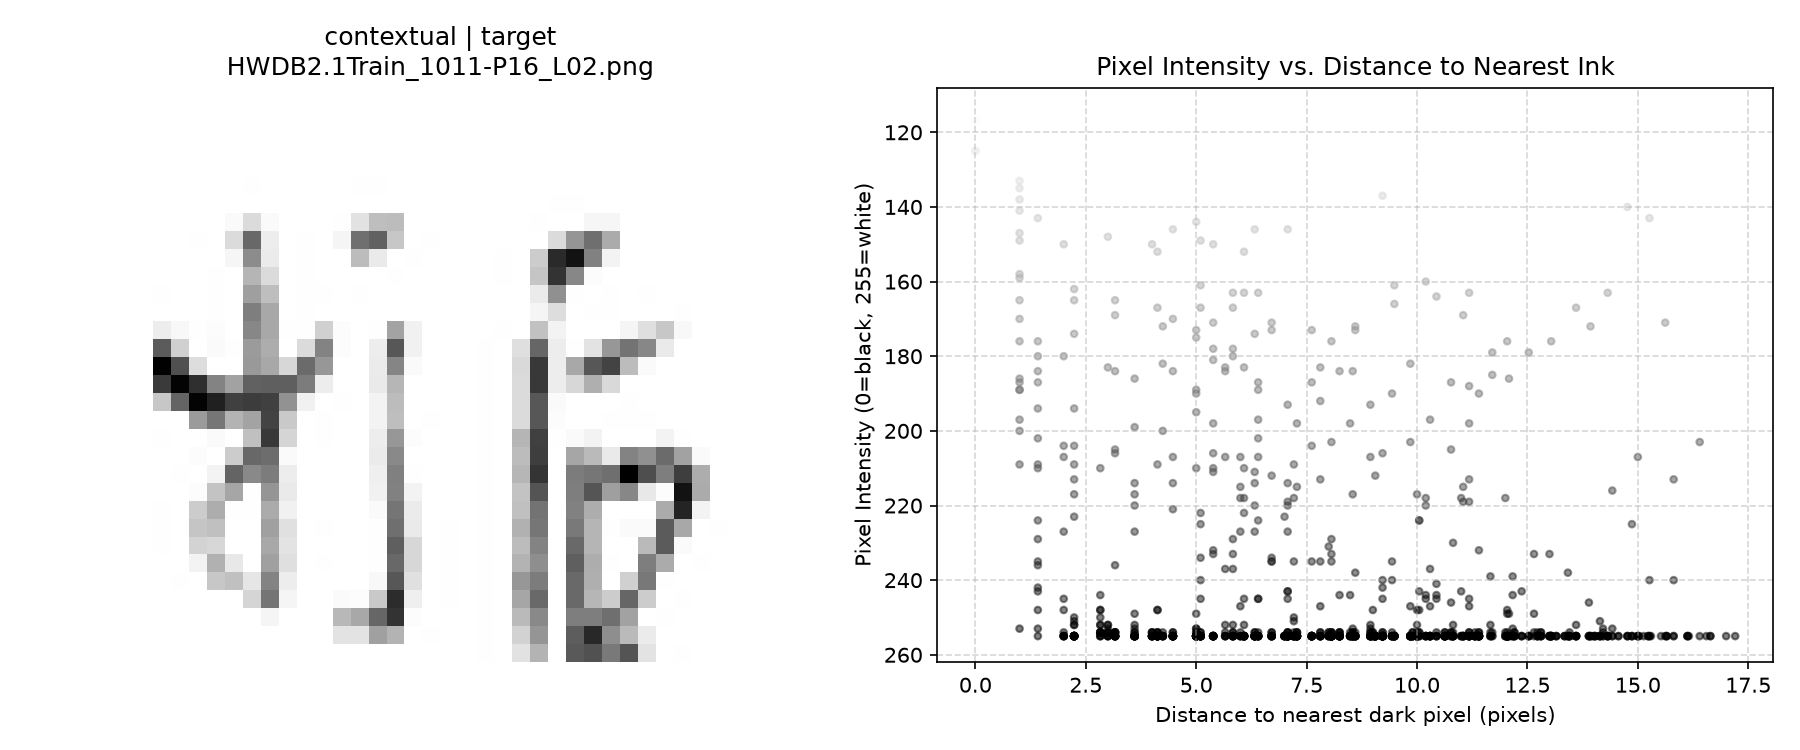 contextual | target
HWDB2.1Train_1011-P16_L02.png
Pixel Intensity vs. Distance to Nearest Ink
Pixel Intensity (0=black, 255=white)
120
140
160
180
200
220
240
260
0.0 2.5 5.0 7.5 10.0 12.5 15.0 17.5
Distance to nearest dark pixel (pixels)